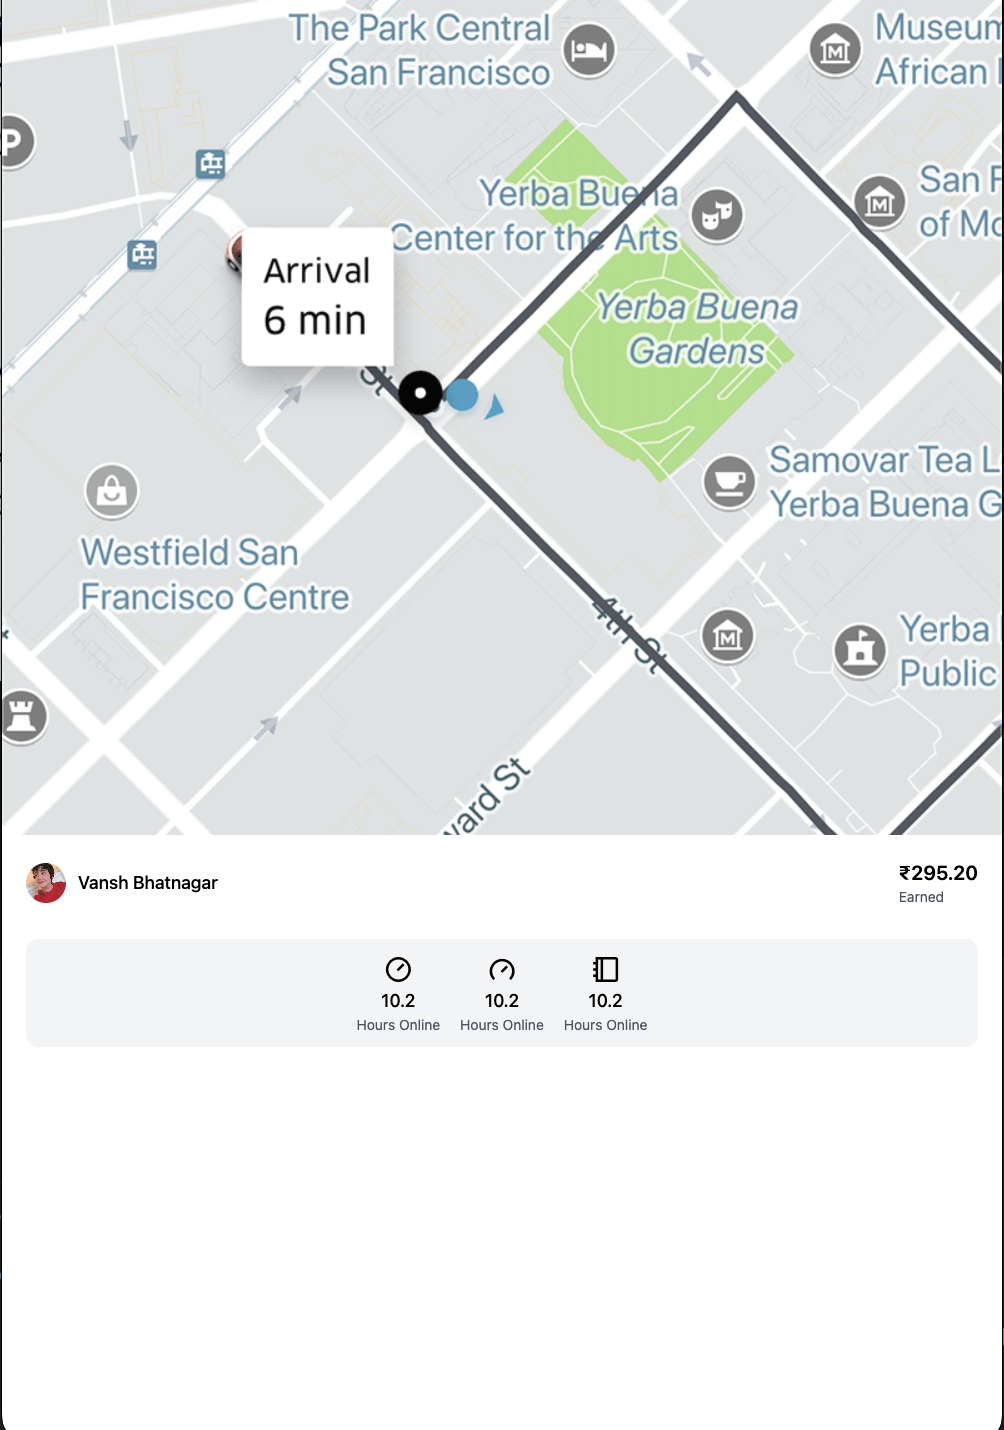 The Park Central
San Francisco
Museum
African
P
Yerba Buena
Center for the Arts
San F
of Mo
Arrival
6 min
Yerba Buena
Gardens
St
Samovar Tea L
Yerba Buena G
Westfield San
Francisco Centre
4th St
Yerba
Public
ward St
Vansh Bhatnagar
₹295.20
Earned
10.2
10.2
10.2
Hours Online
Hours Online
Hours Online